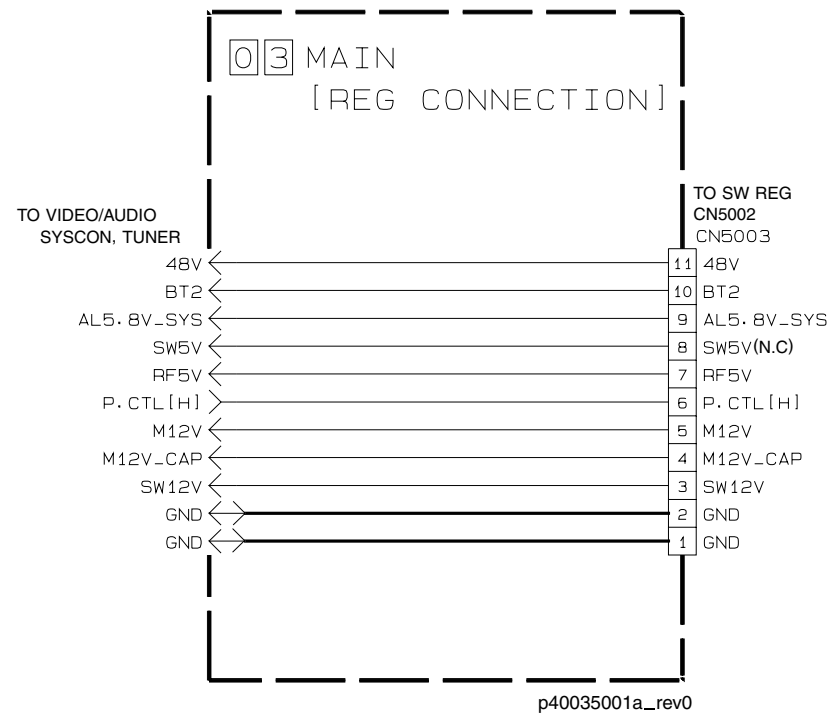 03 MAIN
[REG CONNECTION]
TO VIDEO/AUDIO
SYSCON, TUNER
TO SW REG
CN5002
CN5003
48V 11 48V
BT2 10 BT2
AL5.8V_SYS 9 AL5.8V_SYS
SW5V 8 SW5V(N.C)
RF5V 7 RF5V
P.CTL[H] 6 P.CTL[H]
M12V 5 M12V
M12V_CAP 4 M12V_CAP
SW12V 3 SW12V
GND 2 GND
GND 1 GND
p40035001a_rev0